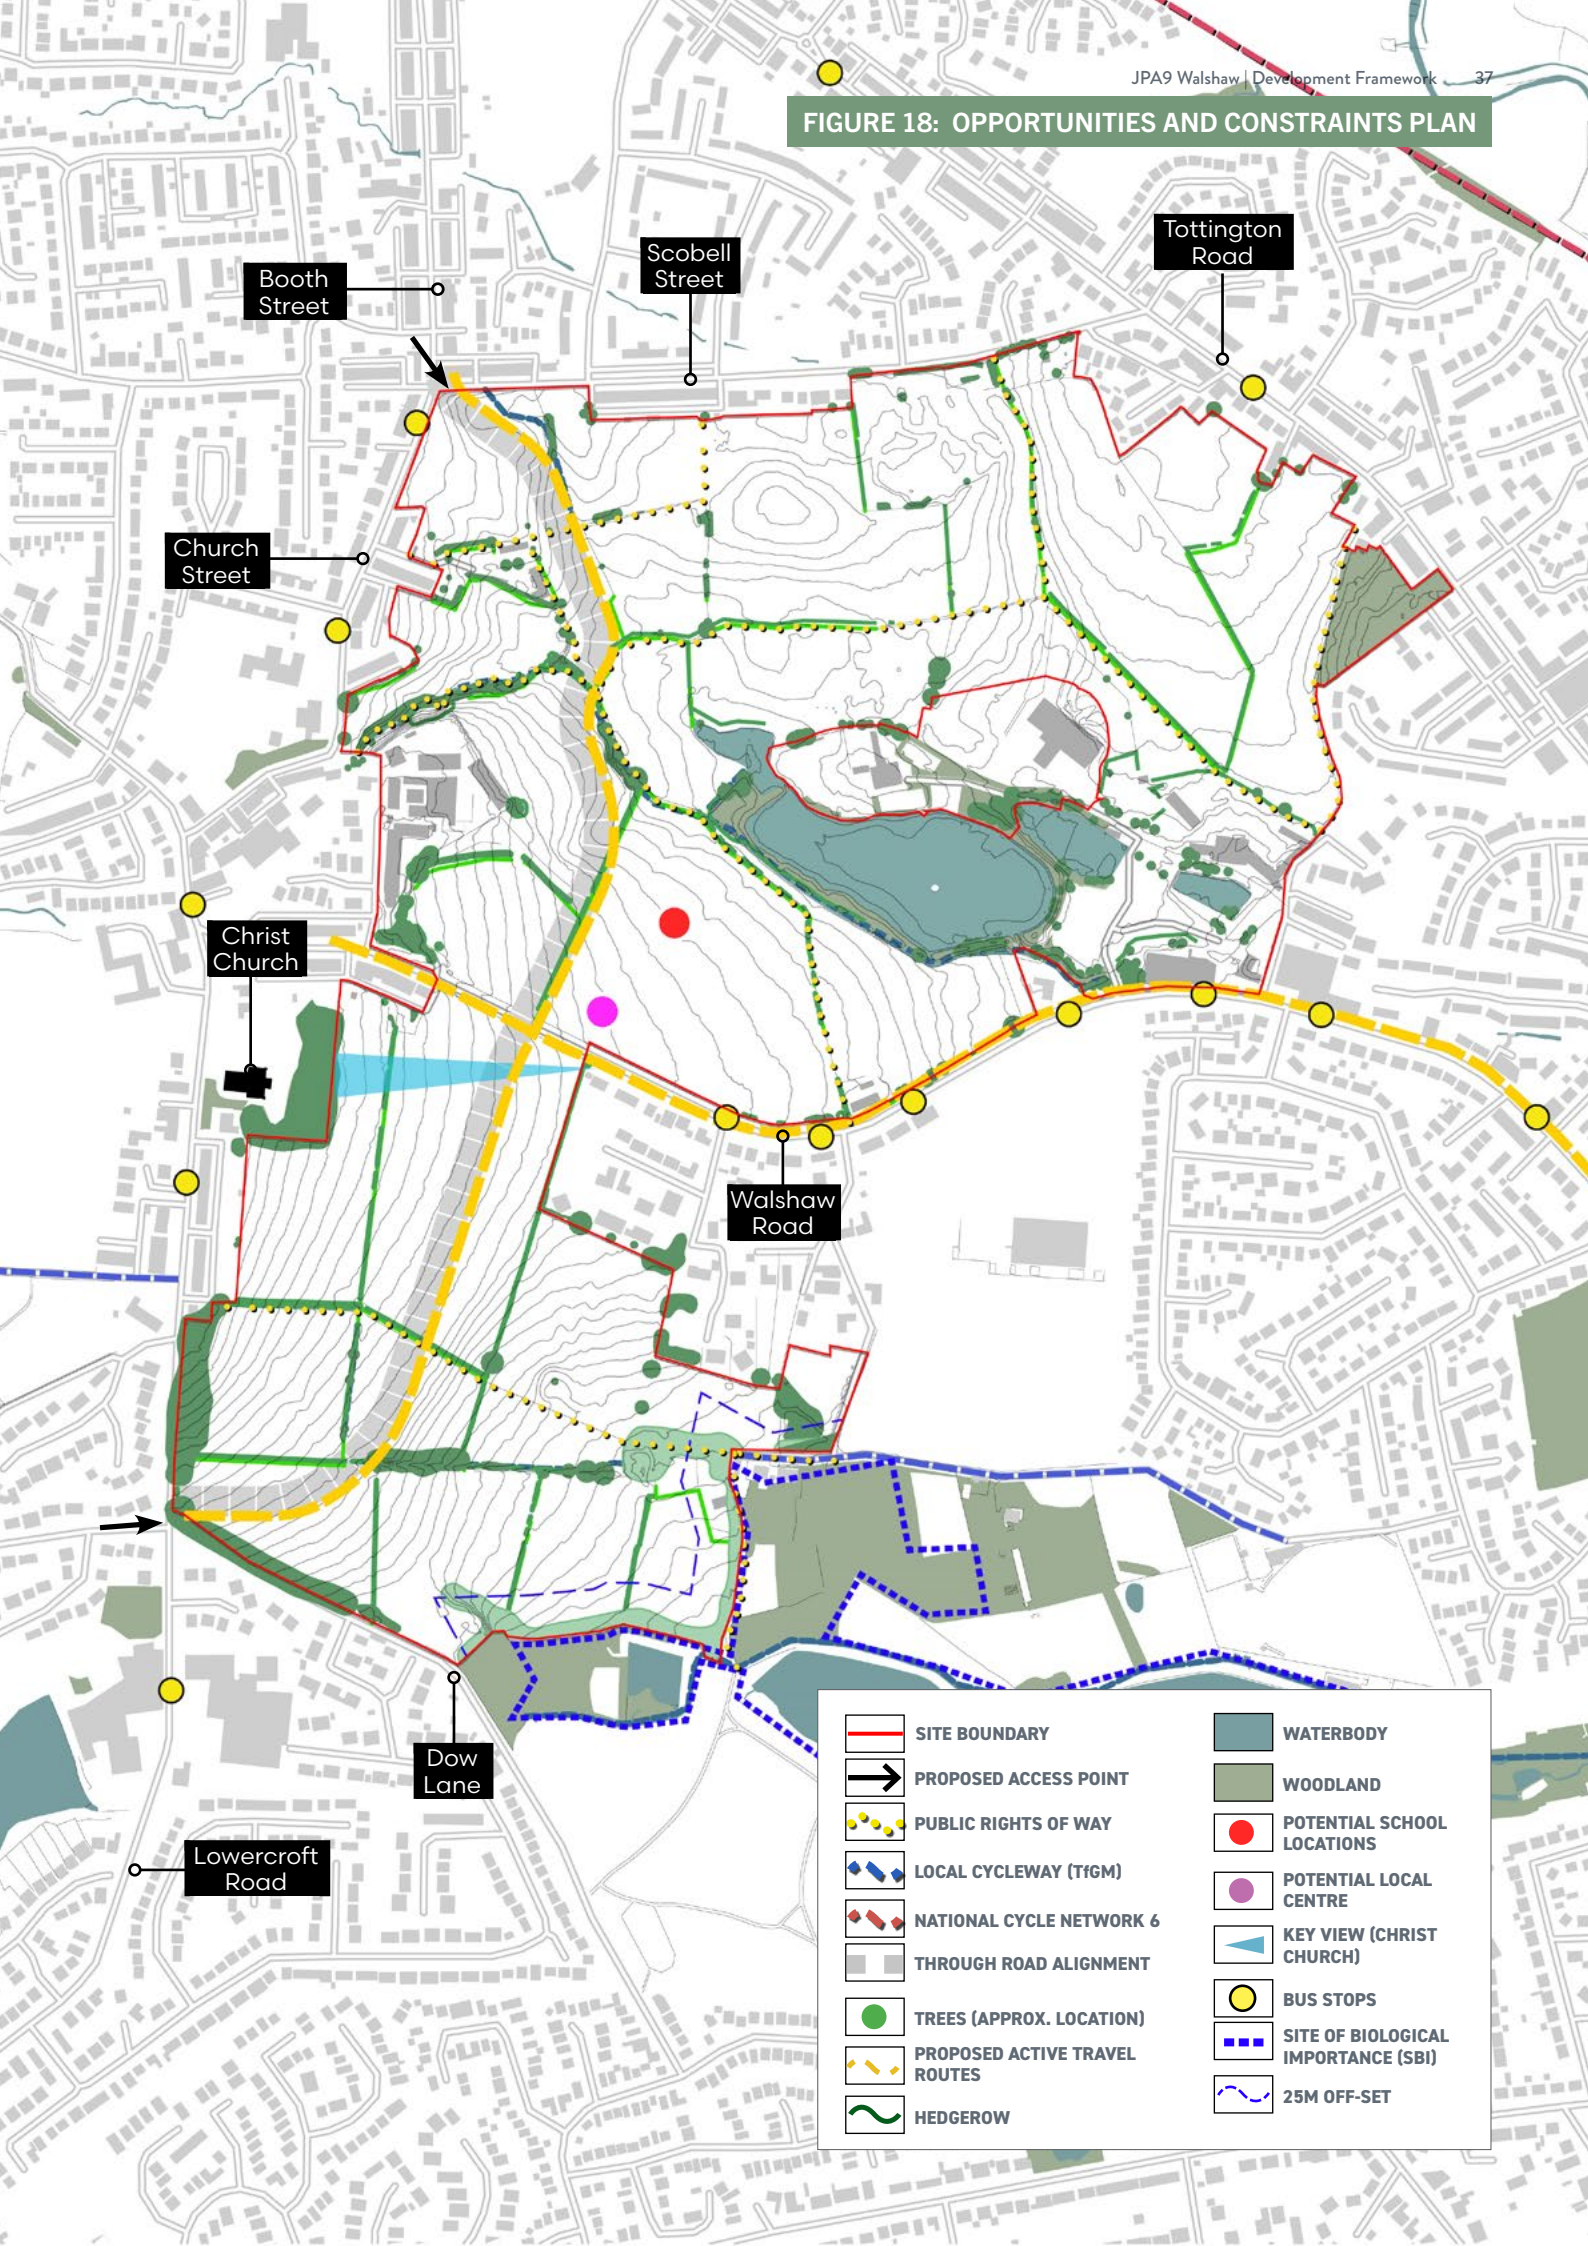 JPA9 Walshaw | Development Framework 37
FIGURE 18: OPPORTUNITIES AND CONSTRAINTS PLAN
Tottington
Road
Scobell
Street
Booth
Street
Church
Street
Christ
Church
Walshaw
Road
Dow
Lane
Lowercroft
Road
SITE BOUNDARY
PROPOSED ACCESS POINT
PUBLIC RIGHTS OF WAY
LOCAL CYCLEWAY (TfGM)
NATIONAL CYCLE NETWORK 6
THROUGH ROAD ALIGNMENT
TREES (APPROX. LOCATION)
PROPOSED ACTIVE TRAVEL
ROUTES
HEDGEROW
WATERBODY
WOODLAND
POTENTIAL SCHOOL
LOCATIONS
POTENTIAL LOCAL
CENTRE
KEY VIEW (CHRIST
CHURCH)
BUS STOPS
SITE OF BIOLOGICAL
IMPORTANCE (SBI)
25M OFF-SET